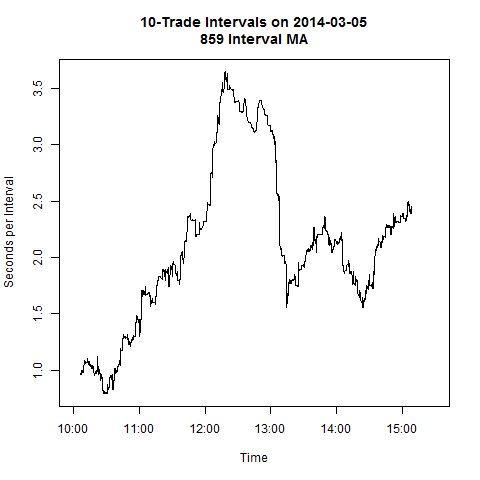 10-Trade Intervals on 2014-03-05
859 Interval MA
Seconds per Interval
3.5
3.0
2.5
2.0
1.5
1.0
10:00 11:00 12:00 13:00 14:00 15:00
Time